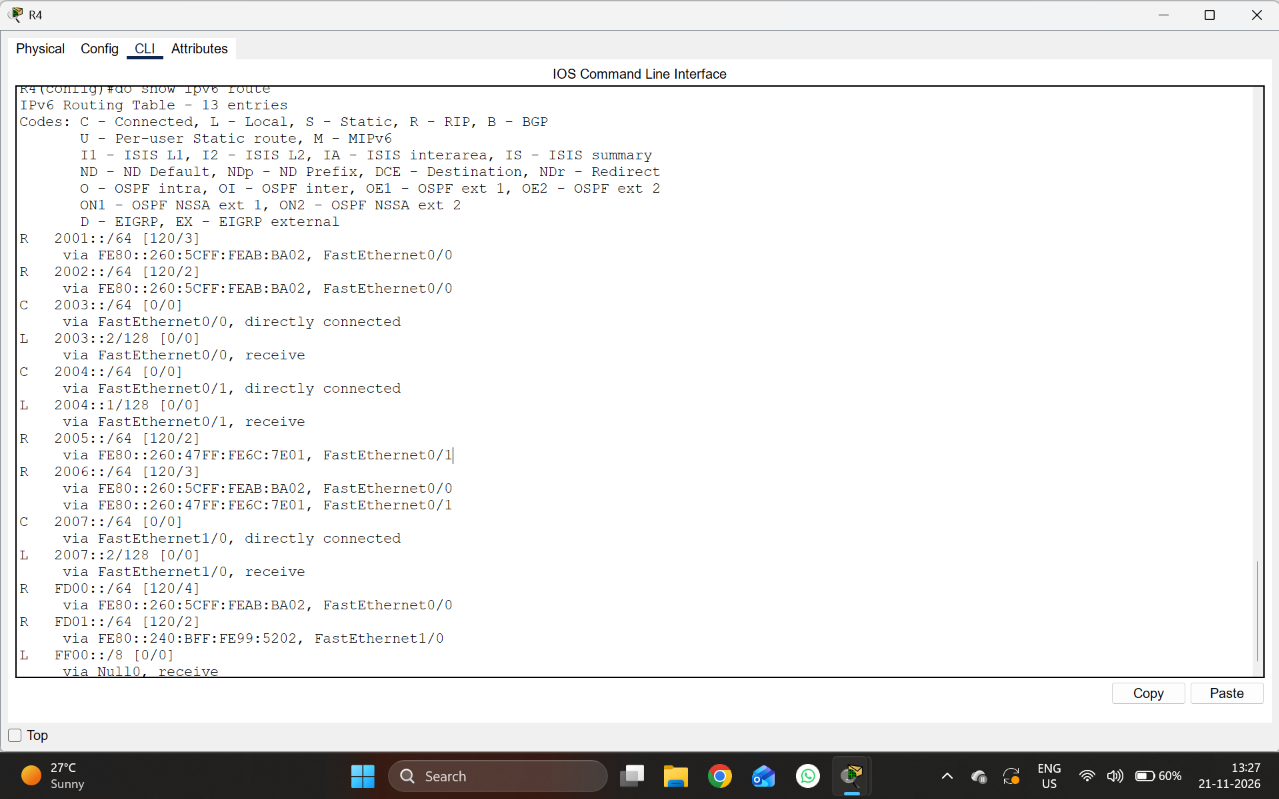 R4
Physical Config CLI Attributes
IOS Command Line Interface
R4(config)#do show ipv6 route
IPv6 Routing Table - 13 entries
Codes: C - Connected, L - Local, S - Static, R - RIP, B - BGP
U - Per-user Static route, M - MIPv6
I1 - ISIS L1, I2 - ISIS L2, IA - ISIS interarea, IS - ISIS summary
ND - ND Default, NDp - ND Prefix, DCE - Destination, NDr - Redirect
O - OSPF intra, OI - OSPF inter, OE1 - OSPF ext 1, OE2 - OSPF ext 2
ON1 - OSPF NSSA ext 1, ON2 - OSPF NSSA ext 2
D - EIGRP, EX - EIGRP external
R 2001::/64 [120/3]
via FE80::260:5CFF:FEAB:BA02, FastEthernet0/0
R 2002::/64 [120/2]
via FE80::260:5CFF:FEAB:BA02, FastEthernet0/0
C 2003::/64 [0/0]
via FastEthernet0/0, directly connected
L 2003::2/128 [0/0]
via FastEthernet0/0, receive
C 2004::/64 [0/0]
via FastEthernet0/1, directly connected
L 2004::1/128 [0/0]
via FastEthernet0/1, receive
R 2005::/64 [120/2]
via FE80::260:47FF:FE6C:7E01, FastEthernet0/1
R 2006::/64 [120/3]
via FE80::260:5CFF:FEAB:BA02, FastEthernet0/0
via FE80::260:47FF:FE6C:7E01, FastEthernet0/1
C 2007::/64 [0/0]
via FastEthernet1/0, directly connected
L 2007::2/128 [0/0]
via FastEthernet1/0, receive
R FD00::/64 [120/4]
via FE80::260:5CFF:FEAB:BA02, FastEthernet0/0
R FD01::/64 [120/2]
via FE80::240:BFF:FE99:5202, FastEthernet1/0
L FF00::/8 [0/0]
via Null0, receive
Copy Paste
Top
27°C
Sunny
Search
ENG
US
60%
13:27
21-11-2026